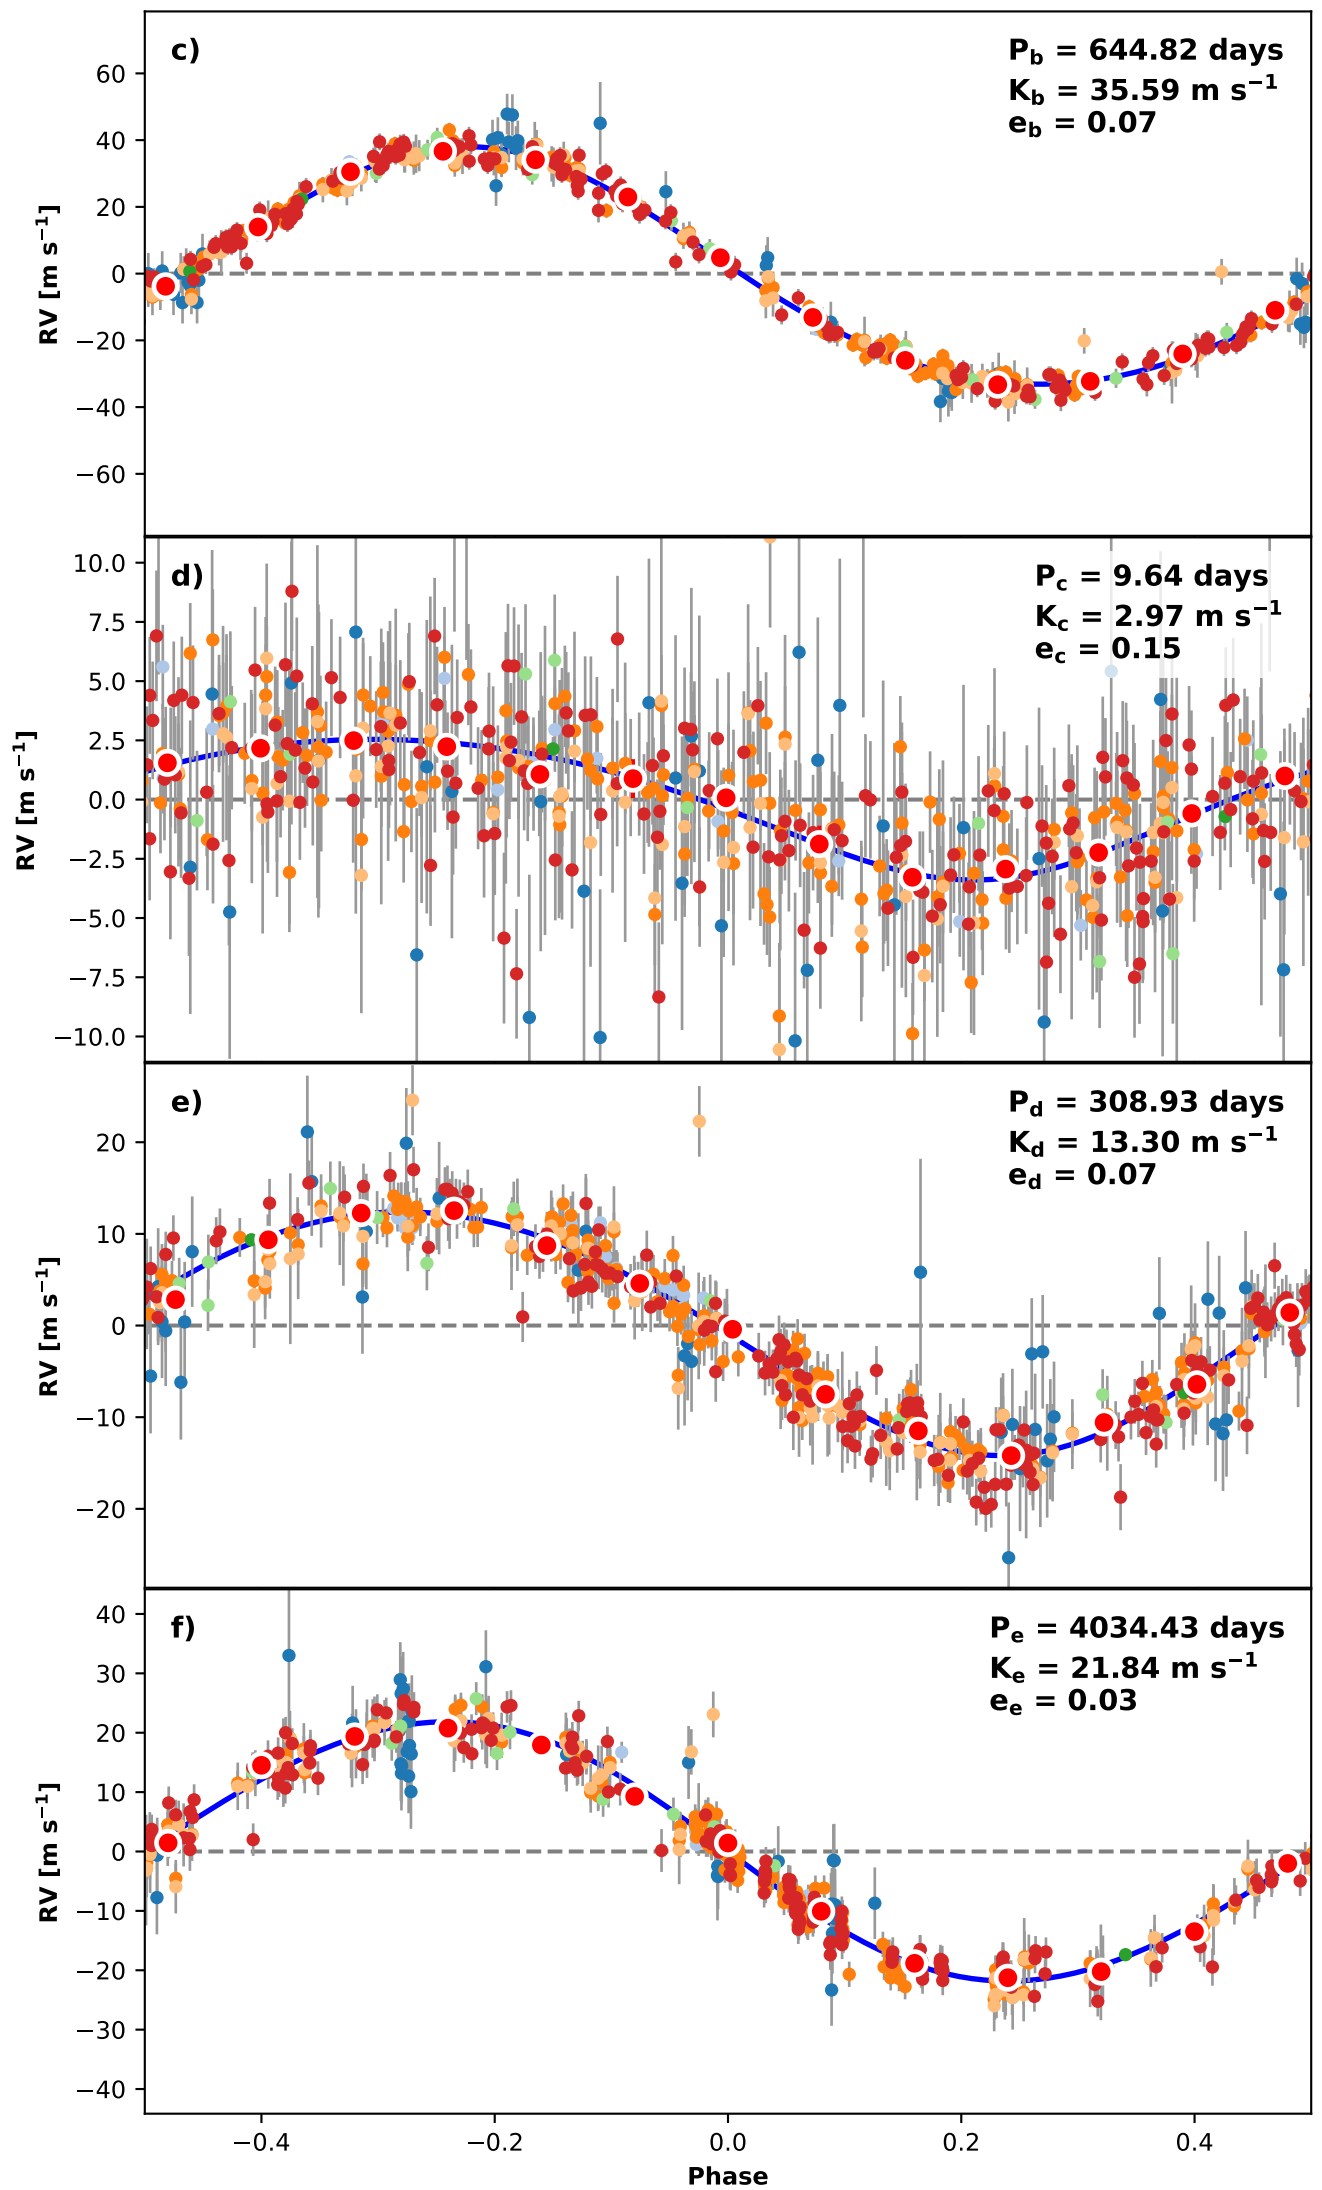 c)
P_b = 644.82 days
K_b = 35.59 m s⁻¹
e_b = 0.07
60
40
20
0
−20
−40
−60
RV [m s⁻¹]
d)
P_c = 9.64 days
K_c = 2.97 m s⁻¹
e_c = 0.15
10.0
7.5
5.0
2.5
0.0
−2.5
−5.0
−7.5
−10.0
RV [m s⁻¹]
e)
P_d = 308.93 days
K_d = 13.30 m s⁻¹
e_d = 0.07
20
10
0
−10
−20
RV [m s⁻¹]
f)
P_e = 4034.43 days
K_e = 21.84 m s⁻¹
e_e = 0.03
40
30
20
10
0
−10
−20
−30
−40
RV [m s⁻¹]
−0.4 −0.2 0.0 0.2 0.4
Phase